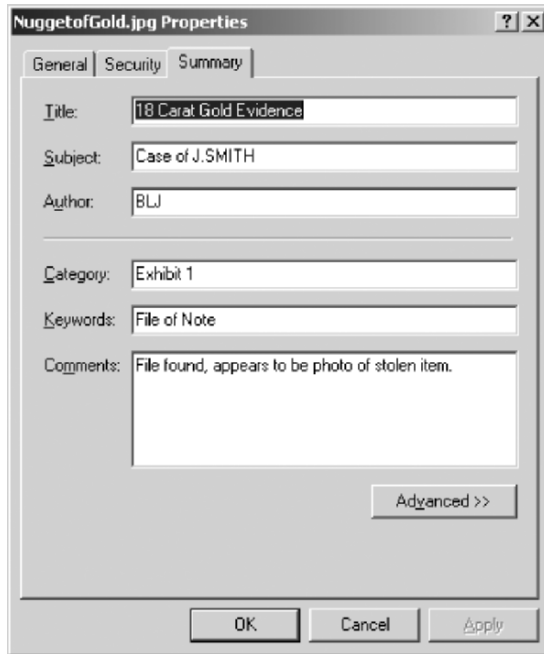 NuggetofGold.jpg Properties ? X
General Security Summary
Title: 18 Carat Gold Evidence
Subject: Case of J.SMITH
Author: BLJ
Category: Exhibit 1
Keywords: File of Note
Comments: File found, appears to be photo of stolen item.
Advanced >>
OK Cancel Apply